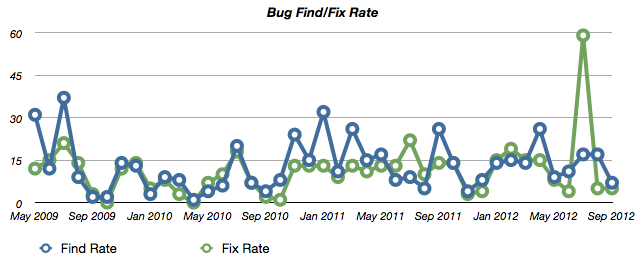 Bug Find/Fix Rate
60
45
30
15
0
May 2009 Sep 2009 Jan 2010 May 2010 Sep 2010 Jan 2011 May 2011 Sep 2011 Jan 2012 May 2012 Sep 2012
Find Rate Fix Rate